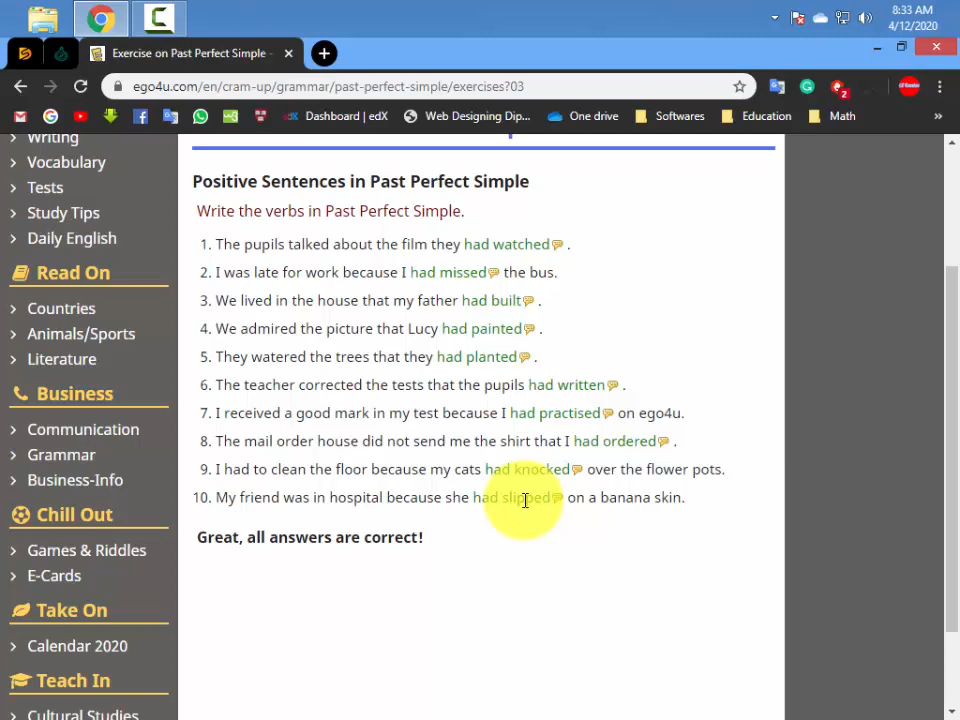 8:33 AM
4/12/2020
Exercise on Past Perfect Simple -
ego4u.com/en/cram-up/grammar/past-perfect-simple/exercises?03
2
Dashboard | edX
Web Designing Dip...
One drive
Softwares
Education
Math
»
Writing
Vocabulary
Tests
Study Tips
Daily English
Read On
Countries
Animals/Sports
Literature
Business
Communication
Grammar
Business-Info
Chill Out
Games & Riddles
E-Cards
Take On
Calendar 2020
Teach In
Cultural Studies
Positive Sentences in Past Perfect Simple
Write the verbs in Past Perfect Simple.
1. The pupils talked about the film they had watched .
2. I was late for work because I had missed the bus.
3. We lived in the house that my father had built .
4. We admired the picture that Lucy had painted .
5. They watered the trees that they had planted .
6. The teacher corrected the tests that the pupils had written .
7. I received a good mark in my test because I had practised on ego4u.
8. The mail order house did not send me the shirt that I had ordered .
9. I had to clean the floor because my cats had knocked over the flower pots.
10. My friend was in hospital because she had slipped on a banana skin.
Great, all answers are correct!